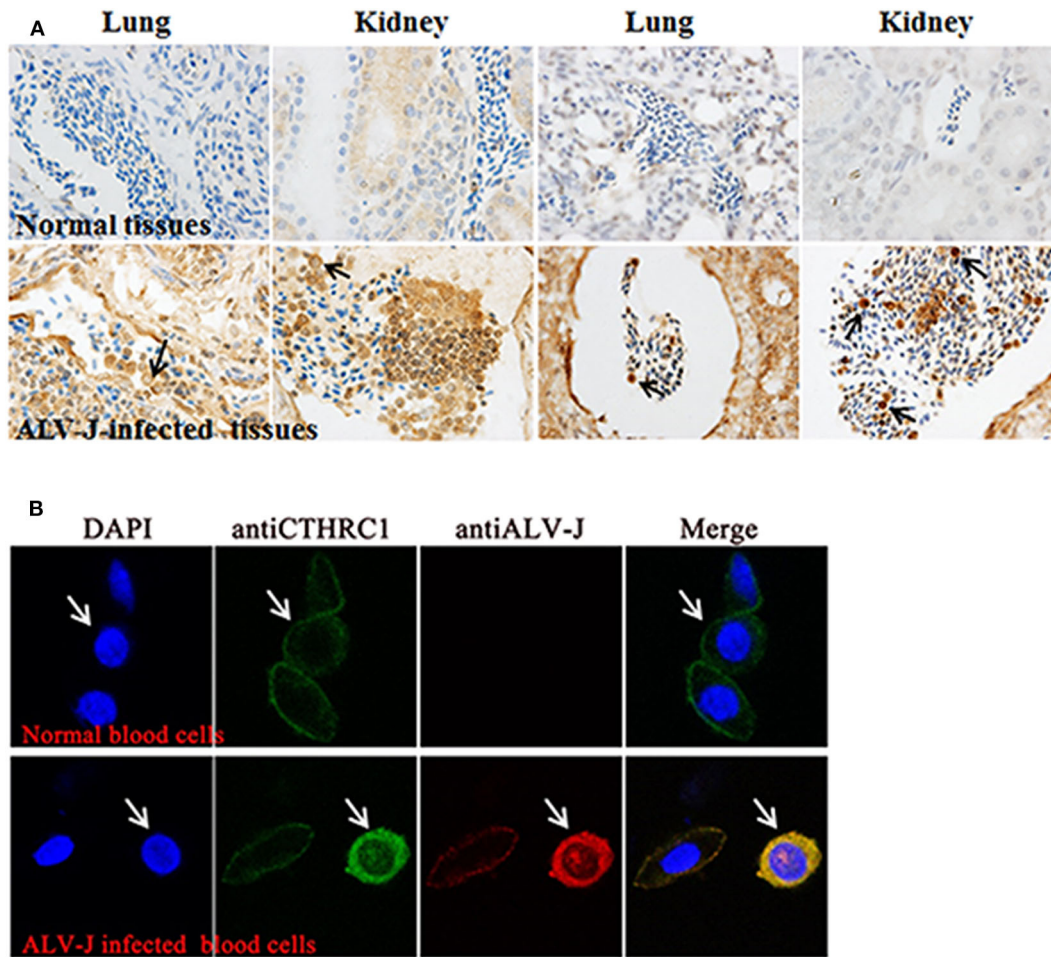 A
Lung Kidney Lung Kidney
Normal tissues
ALV-J-infected tissues
B
DAPI antiCTHRC1 antiALV-J Merge
Normal blood cells
ALV-J infected blood cells